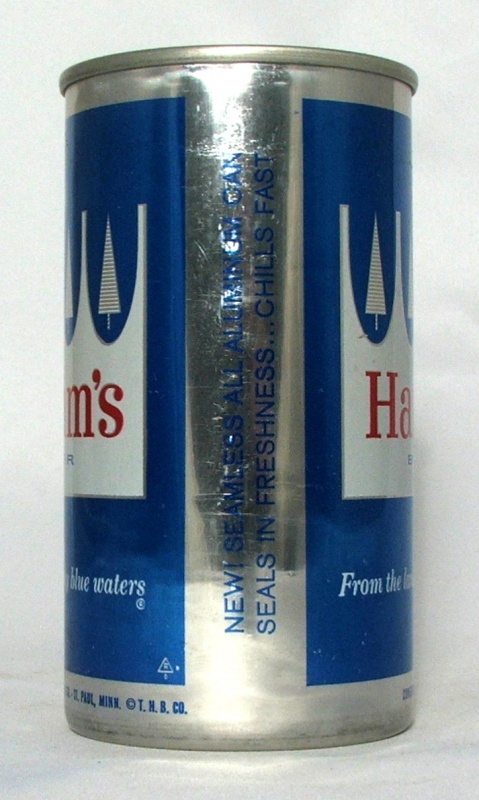 NEW! SEAMLESS ALL ALUMINUM CAN
SEALS IN FRESHNESS...CHILLS FAST
m's
R
blue waters
®
ST. PAUL, MINN. © T. H. B. CO.
Ha
From the